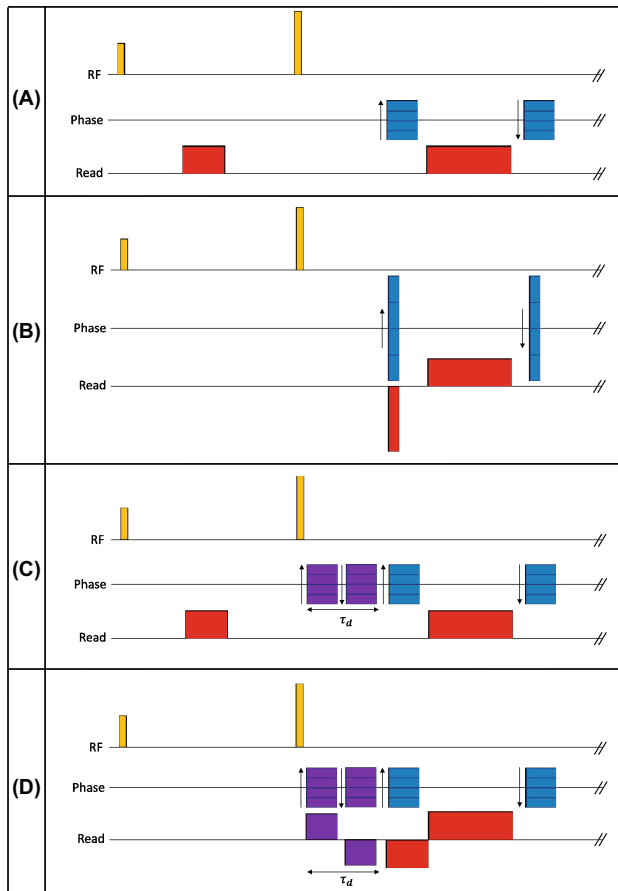 RF
(A)
Phase
Read
RF
(B)
Phase
Read
RF
(C)
Phase
τd
Read
RF
(D)
Phase
Read
τd